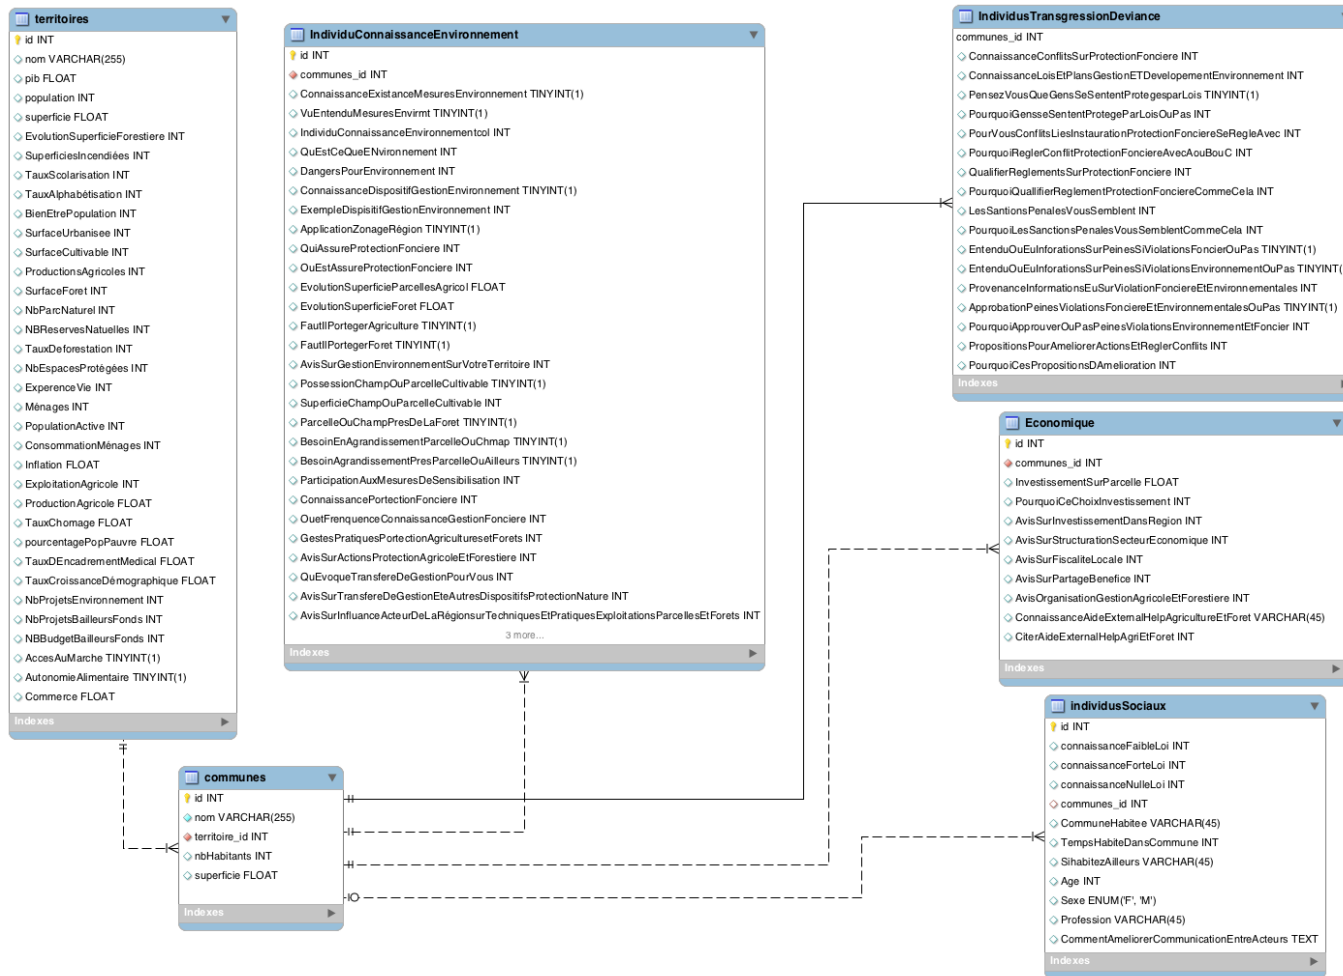 territoires
id INT
nom VARCHAR(255)
pib FLOAT
population INT
superficie FLOAT
EvolutionSuperficieForestiere INT
SuperficiesIncendiées INT
TauxScolarisation INT
TauxAlphabétisation INT
BienEtrePopulation INT
SurfaceUrbanisee INT
SurfaceCultivable INT
ProductionsAgricoles INT
SurfaceForet INT
NbParcNaturel INT
NBReservesNatuelles INT
TauxDeforestation INT
NbEspacesProtégées INT
ExperenceVie INT
Ménages INT
PopulationActive INT
ConsommationMénages INT
Inflation FLOAT
ExploitationAgricole INT
ProductionAgricole FLOAT
TauxChomage FLOAT
pourcentagePopPauvre FLOAT
TauxDEncadrementMedical FLOAT
TauxCroissanceDémographique FLOAT
NbProjetsEnvironnement INT
NbProjetsBailleursFonds INT
NBBudgetBailleursFonds INT
AccesAuMarche TINYINT(1)
AutonomieAlimentaire TINYINT(1)
Commerce FLOAT
Indexes
IndividuConnaissanceEnvironnement
id INT
communes_id INT
ConnaissanceExistanceMesuresEnvironnement TINYINT(1)
VuEntenduMesuresEnvirmt TINYINT(1)
IndividuConnaissanceEnvironnementcol INT
QuEstCeQueENvironnement INT
DangersPourEnvironnement INT
ConnaissanceDispositifGestionEnvironnement TINYINT(1)
ExempleDispisitifGestionEnvironnement INT
ApplicationZonageRégion TINYINT(1)
QuiAssureProtectionFonciere INT
OuEstAssureProtectionFonciere INT
EvolutionSuperficieParcellesAgricol FLOAT
EvolutionSuperficieForet FLOAT
FautIlPortegerAgriculture TINYINT(1)
FautIlPortegerForet TINYINT(1)
AvisSurGestionEnvironnementSurVotreTerritoire INT
PossessionChampOuParcelleCultivable TINYINT(1)
SuperficieChampOuParcelleCultivable INT
ParcelleOuChampPresDeLaForet TINYINT(1)
BesoinEnAgrandissementParcelleOuChmap TINYINT(1)
BesoinAgrandissementPresParcelleOuAilleurs TINYINT(1)
ParticipationAuxMesuresDeSensibilisation INT
ConnaissancePortectionFonciere INT
OuetFrenquenceConnaissanceGestionFonciere INT
GestesPratiquesPortectionAgriculturesetForets INT
AvisSurActionsProtectionAgricoleEtForestiere INT
QuEvoqueTransfereDeGestionPourVous INT
AvisSurTransfereDeGestionEteAutresDispositifsProtectionNature INT
AvisSurInfluanceActeurDeLaRégionsurTechniquesEtPratiquesExploitationsParcellesEtForets INT
3 more...
Indexes
IndividusTransgressionDeviance
communes_id INT
ConnaissanceConflitsSurProtectionFonciere INT
ConnaissanceLoisEtPlansGestionETDevelopementEnvironnement INT
PensezVousQueGensSeSententProtegesparLois TINYINT(1)
PourquoiGensseSententProtegeParLoisOuPas INT
PourVousConflitsLiesInstaurationProtectionFonciereSeRegleAvec INT
PourquoiReglerConflitProtectionFonciereAvecAouBouC INT
QualifierReglementsSurProtectionFonciere INT
PourquoiQuallifierReglementProtectionFonciereCommeCela INT
LesSantionsPenalesVousSemblent INT
PourquoiLesSanctionsPenalesVousSemblentCommeCela INT
EntenduOuEuInforationsSurPeinesSiViolationsFoncierOuPas TINYINT(1)
EntenduOuEuInforationsSurPeinesSiViolationsEnvironnementOuPas TINYINT(
ProvenanceInformationsEuSurViolationFonciereEtEnvironnementales INT
ApprobationPeinesViolationsFonciereEtEnvironnementalesOuPas TINYINT(1)
PourquoiApprouverOuPasPeinesViolationsEnvironnementEtFoncier INT
PropositionsPourAmeliorerActionsEtReglerConflits INT
PourquoiCesPropositionsDAmelioration INT
Indexes
Economique
id INT
communes_id INT
InvestissementSurParcelle FLOAT
PourquoiCeChoixInvestissement INT
AvisSurInvestissementDansRegion INT
AvisSurStructurationSecteurEconomique INT
AvisSurFiscaliteLocale INT
AvisSurPartageBenefice INT
AvisOrganisationGestionAgricoleEtForestiere INT
ConnaissanceAideExternalHelpAgricultureEtForet VARCHAR(45)
CiterAideExternalHelpAgriEtForet INT
Indexes
individusSociaux
id INT
connaissanceFaibleLoi INT
connaissanceForteLoi INT
connaissanceNulleLoi INT
communes_id INT
CommuneHabitee VARCHAR(45)
TempsHabiteDansCommune INT
SihabitezAilleurs VARCHAR(45)
Age INT
Sexe ENUM('F', 'M')
Profession VARCHAR(45)
CommentAmeliorerCommunicationEntreActeurs TEXT
Indexes
communes
id INT
nom VARCHAR(255)
territoire_id INT
nbHabitants INT
superficie FLOAT
Indexes